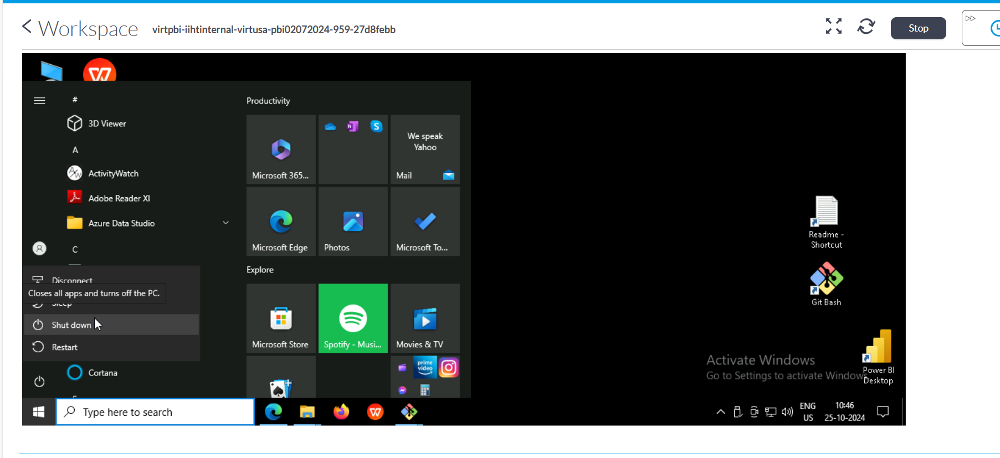 Workspace
virtpbi-iihtinternal-virtusa-pbi02072024-959-27d8febb
Stop
#
3D Viewer
A
ActivityWatch
Adobe Reader XI
Azure Data Studio
C
Disconnect
Closes all apps and turns off the PC.
Sleep
Shut down
Restart
Cortana
Productivity
Microsoft 365...
We speak
Yahoo
Mail
Microsoft Edge
Photos
Microsoft To...
Explore
Microsoft Store
Spotify - Musi...
Movies & TV
prime
video
Readme -
Shortcut
Git Bash
Power BI
Desktop
Activate Windows
Go to Settings to activate Windows
Type here to search
ENG
US
10:46
25-10-2024